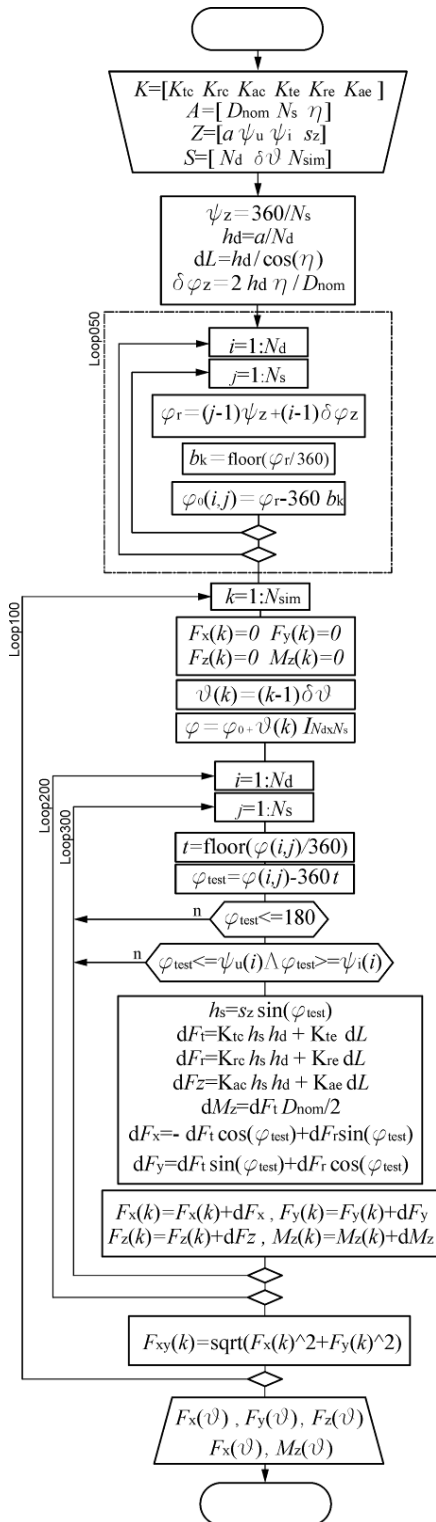 K=[Ktc Krc Kac Kte Kre Kae ]
A=[ Dnom Ns η]
Z=[a ψu ψi sz]
S=[ Nd δϑ Nsim]
ψz=360/Ns
hd=a/Nd
dL=hd/cos(η)
δφz=2 hd η/Dnom
Loop050
i=1:Nd
j=1:Ns
φr=(j-1)ψz+(i-1)δφz
bk=floor(φr/360)
φ0(i,j)=φr-360 bk
Loop100
k=1:Nsim
Fx(k)=0 Fy(k)=0
Fz(k)=0 Mz(k)=0
ϑ(k)=(k-1)δϑ
φ=φ0+ϑ(k) INdxNs
Loop200
i=1:Nd
Loop300
j=1:Ns
t=floor(φ(i,j)/360)
φtest=φ(i,j)-360 t
n
φtest<=180
n
φtest<=ψu(i)Λφtest>=ψi(i)
hs=sz sin(φtest)
dFt=Ktc hs hd + Kte dL
dFr=Krc hs hd + Kre dL
dFz=Kac hs hd + Kae dL
dMz=dFt Dnom/2
dFx=- dFt cos(φtest)+dFrsin(φtest)
dFy=dFt sin(φtest)+dFr cos(φtest)
Fx(k)=Fx(k)+dFx , Fy(k)=Fy(k)+dFy
Fz(k)=Fz(k)+dFz , Mz(k)=Mz(k)+dMz
Fxy(k)=sqrt(Fx(k)^2+Fy(k)^2)
Fx(ϑ) , Fy(ϑ), Fz(ϑ)
Fx(ϑ), Mz(ϑ)